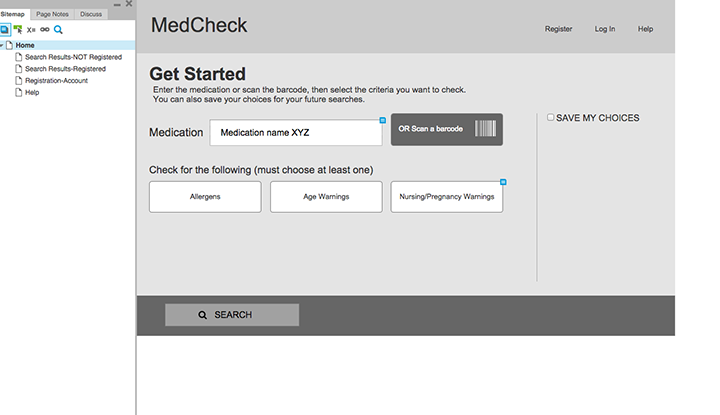 Sitemap Page Notes Discuss
X=
Home
Search Results-NOT Registered
Search Results-Registered
Registration-Account
Help
MedCheck
Register Log In Help
Get Started
Enter the medication or scan the barcode, then select the criteria you want to check.
You can also save your choices for your future searches.
Medication Medication name XYZ OR Scan a barcode
SAVE MY CHOICES
Check for the following (must choose at least one)
Allergens Age Warnings Nursing/Pregnancy Warnings
SEARCH